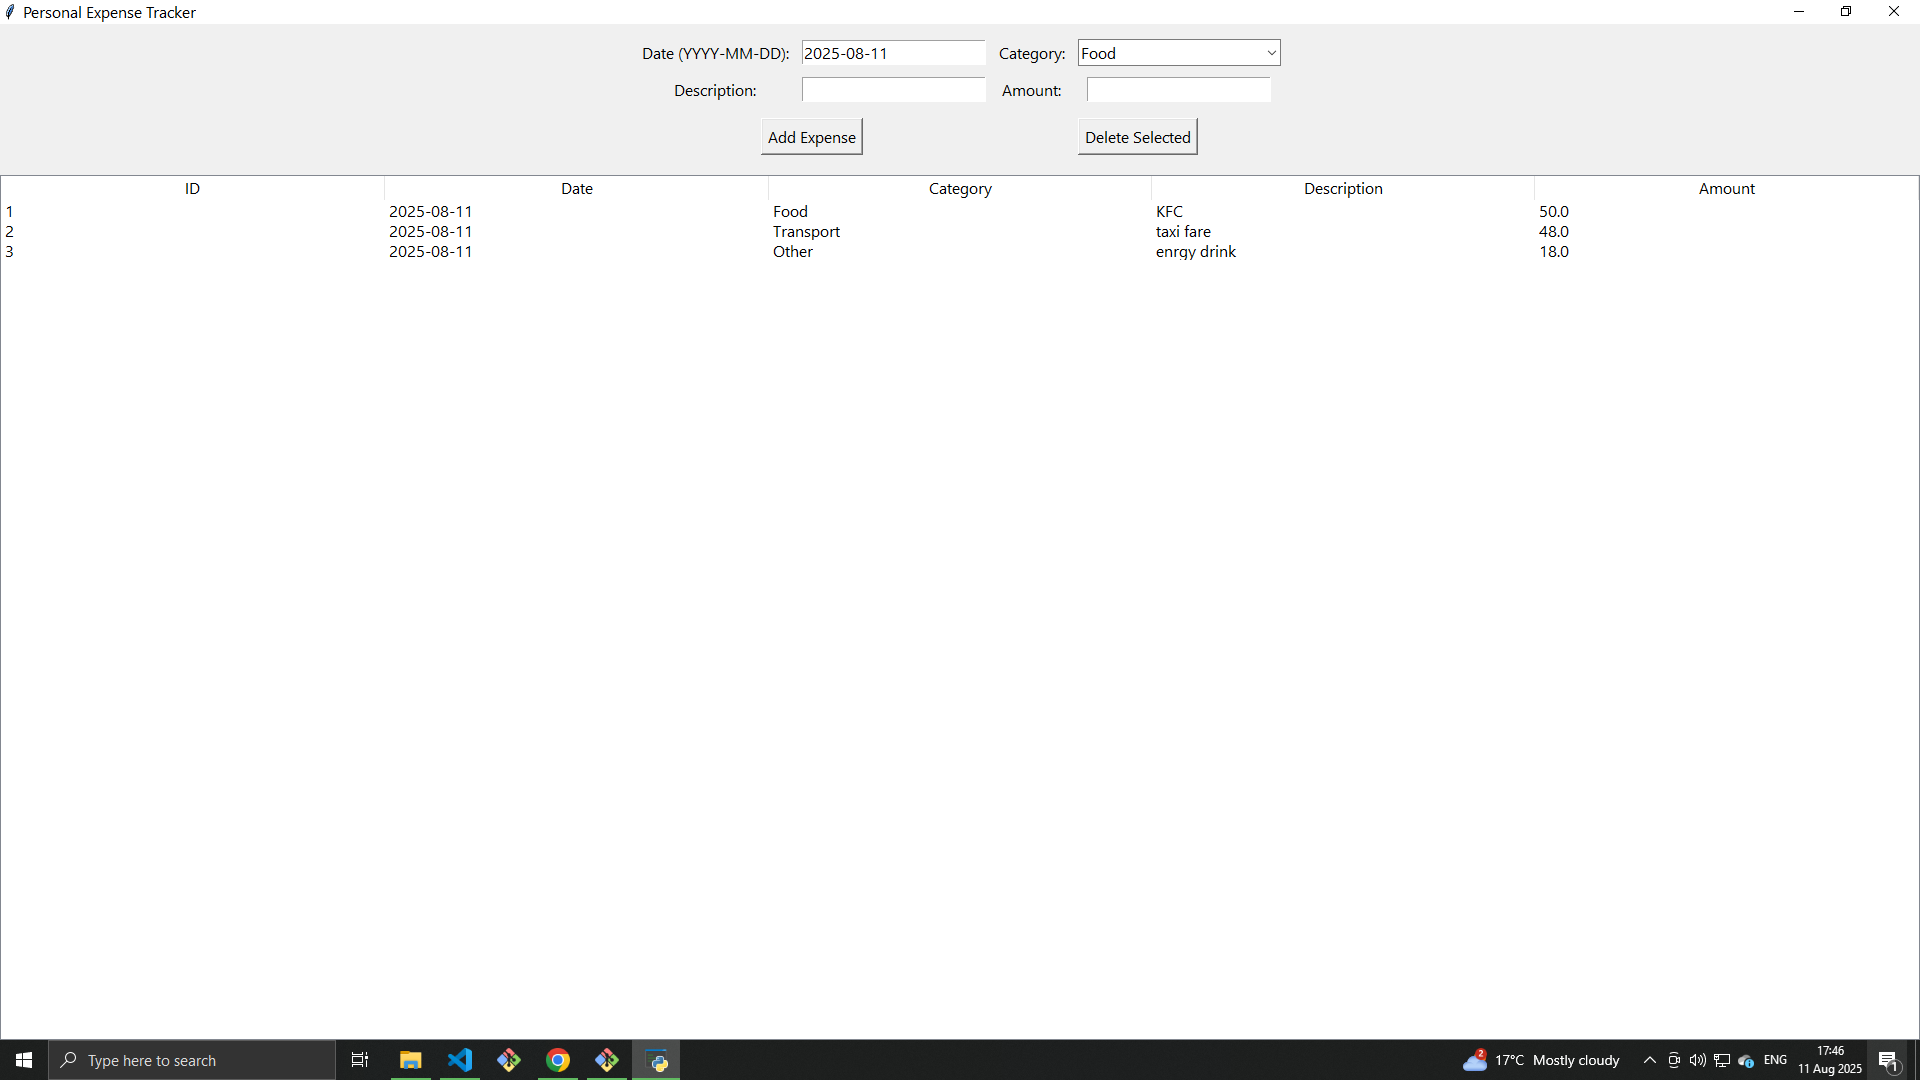 Personal Expense Tracker
Date (YYYY-MM-DD): 2025-08-11 Category: Food
Description: Amount:
Add Expense Delete Selected
ID Date Category Description Amount
1 2025-08-11 Food KFC 50.0
2 2025-08-11 Transport taxi fare 48.0
3 2025-08-11 Other enrgy drink 18.0
Type here to search 2 17°C Mostly cloudy ENG 17:46
11 Aug 2025 1